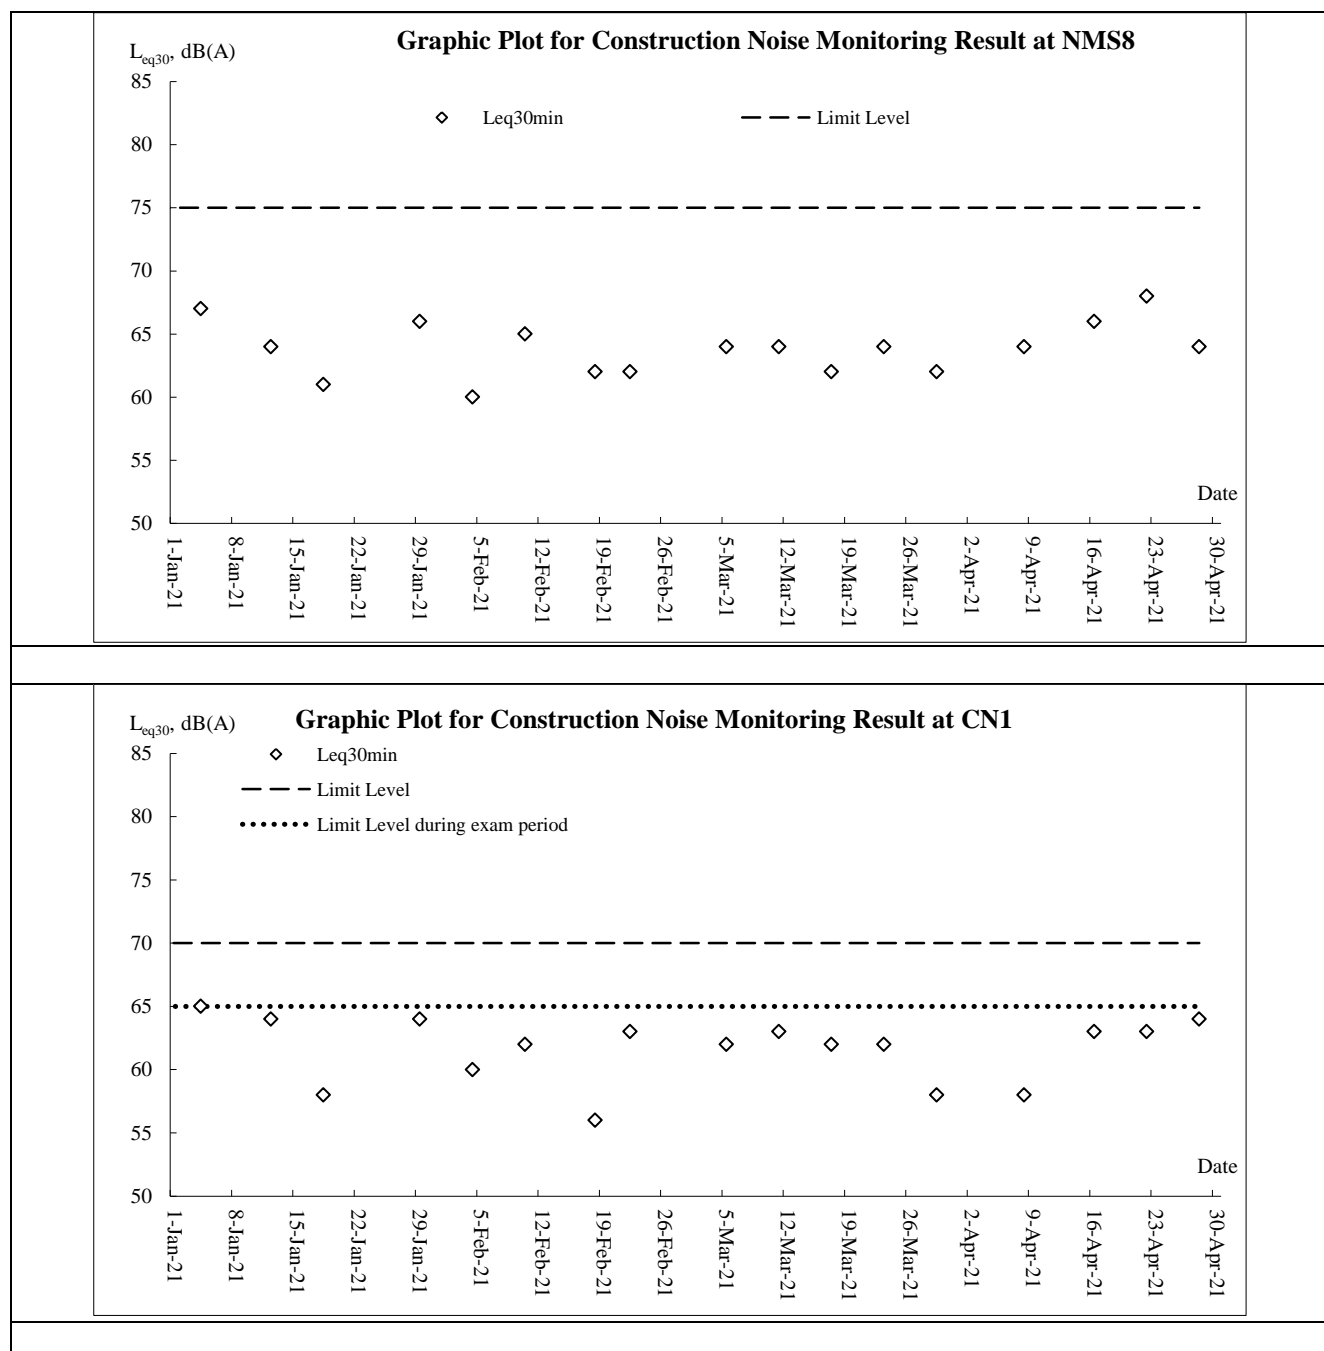 Graphic Plot for Construction Noise Monitoring Result at NMS8
Leq30, dB(A)
85
Leq30min
Limit Level
80
75
70
65
60
55
Date
50
1-Jan-21
8-Jan-21
15-Jan-21
22-Jan-21
29-Jan-21
5-Feb-21
12-Feb-21
19-Feb-21
26-Feb-21
5-Mar-21
12-Mar-21
19-Mar-21
26-Mar-21
2-Apr-21
9-Apr-21
16-Apr-21
23-Apr-21
30-Apr-21
Leq30, dB(A)
Graphic Plot for Construction Noise Monitoring Result at CN1
85
Leq30min
Limit Level
Limit Level during exam period
80
75
70
65
60
55
Date
50
1-Jan-21
8-Jan-21
15-Jan-21
22-Jan-21
29-Jan-21
5-Feb-21
12-Feb-21
19-Feb-21
26-Feb-21
5-Mar-21
12-Mar-21
19-Mar-21
26-Mar-21
2-Apr-21
9-Apr-21
16-Apr-21
23-Apr-21
30-Apr-21